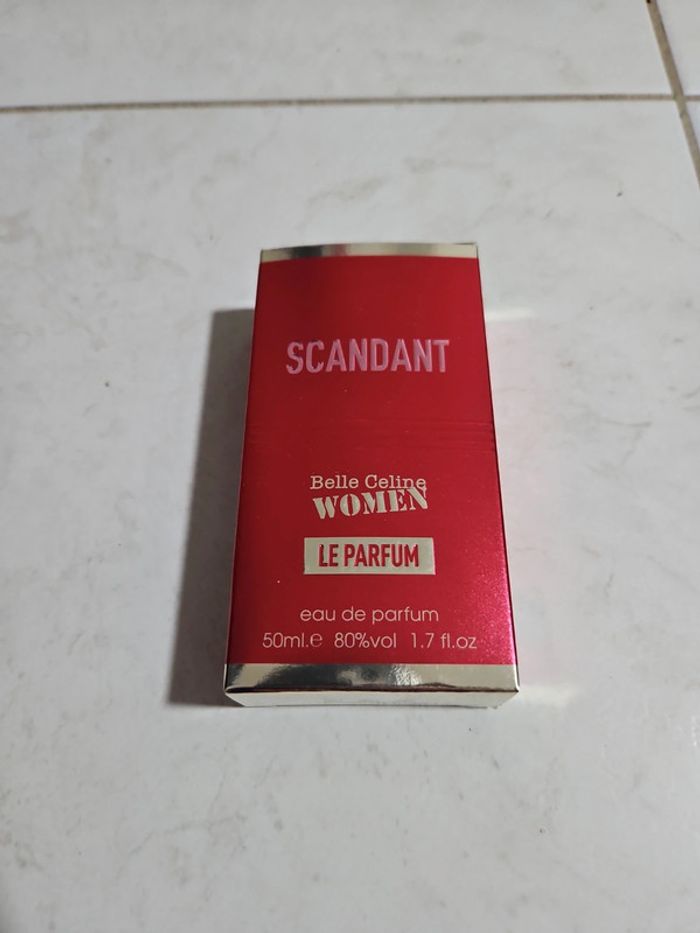 SCANDANT
Belle Celine
WOMEN
LE PARFUM
eau de parfum
50ml.e 80%vol 1.7 fl.oz